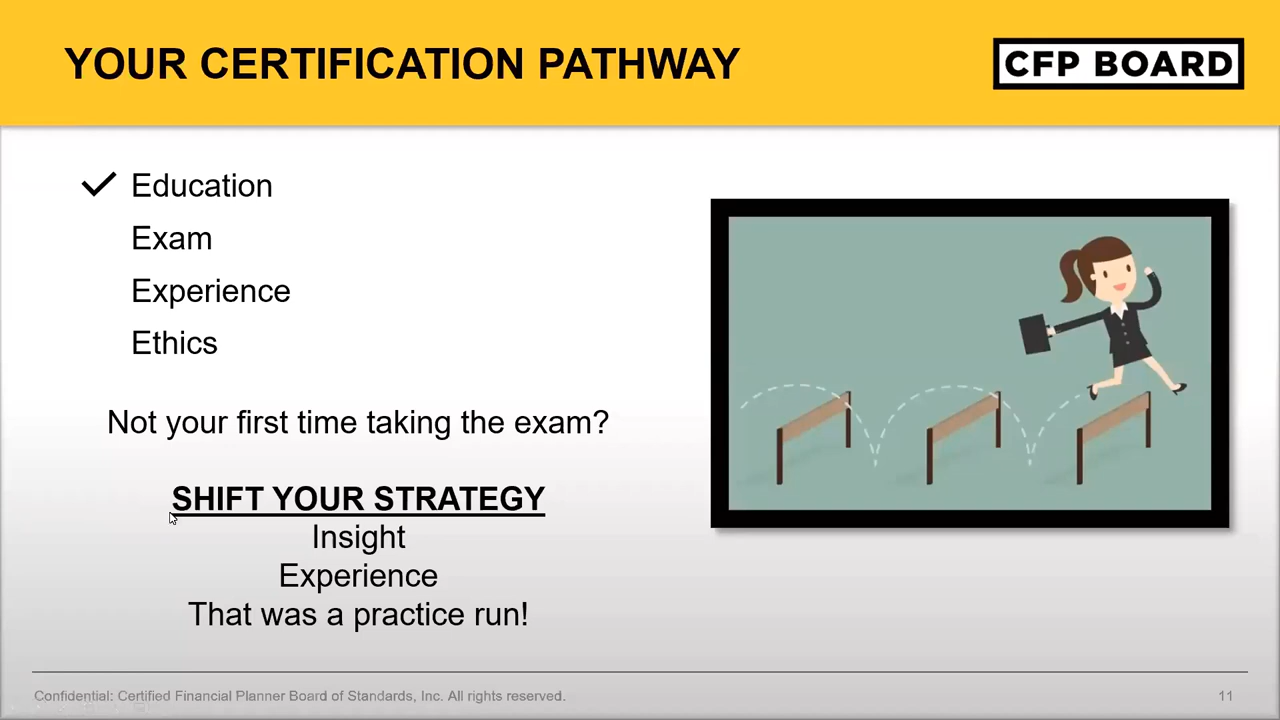 YOUR CERTIFICATION PATHWAY
CFP BOARD
Education
Exam
Experience
Ethics
Not your first time taking the exam?
SHIFT YOUR STRATEGY
Insight
Experience
That was a practice run!
Confidential: Certified Financial Planner Board of Standards, Inc. All rights reserved.
11